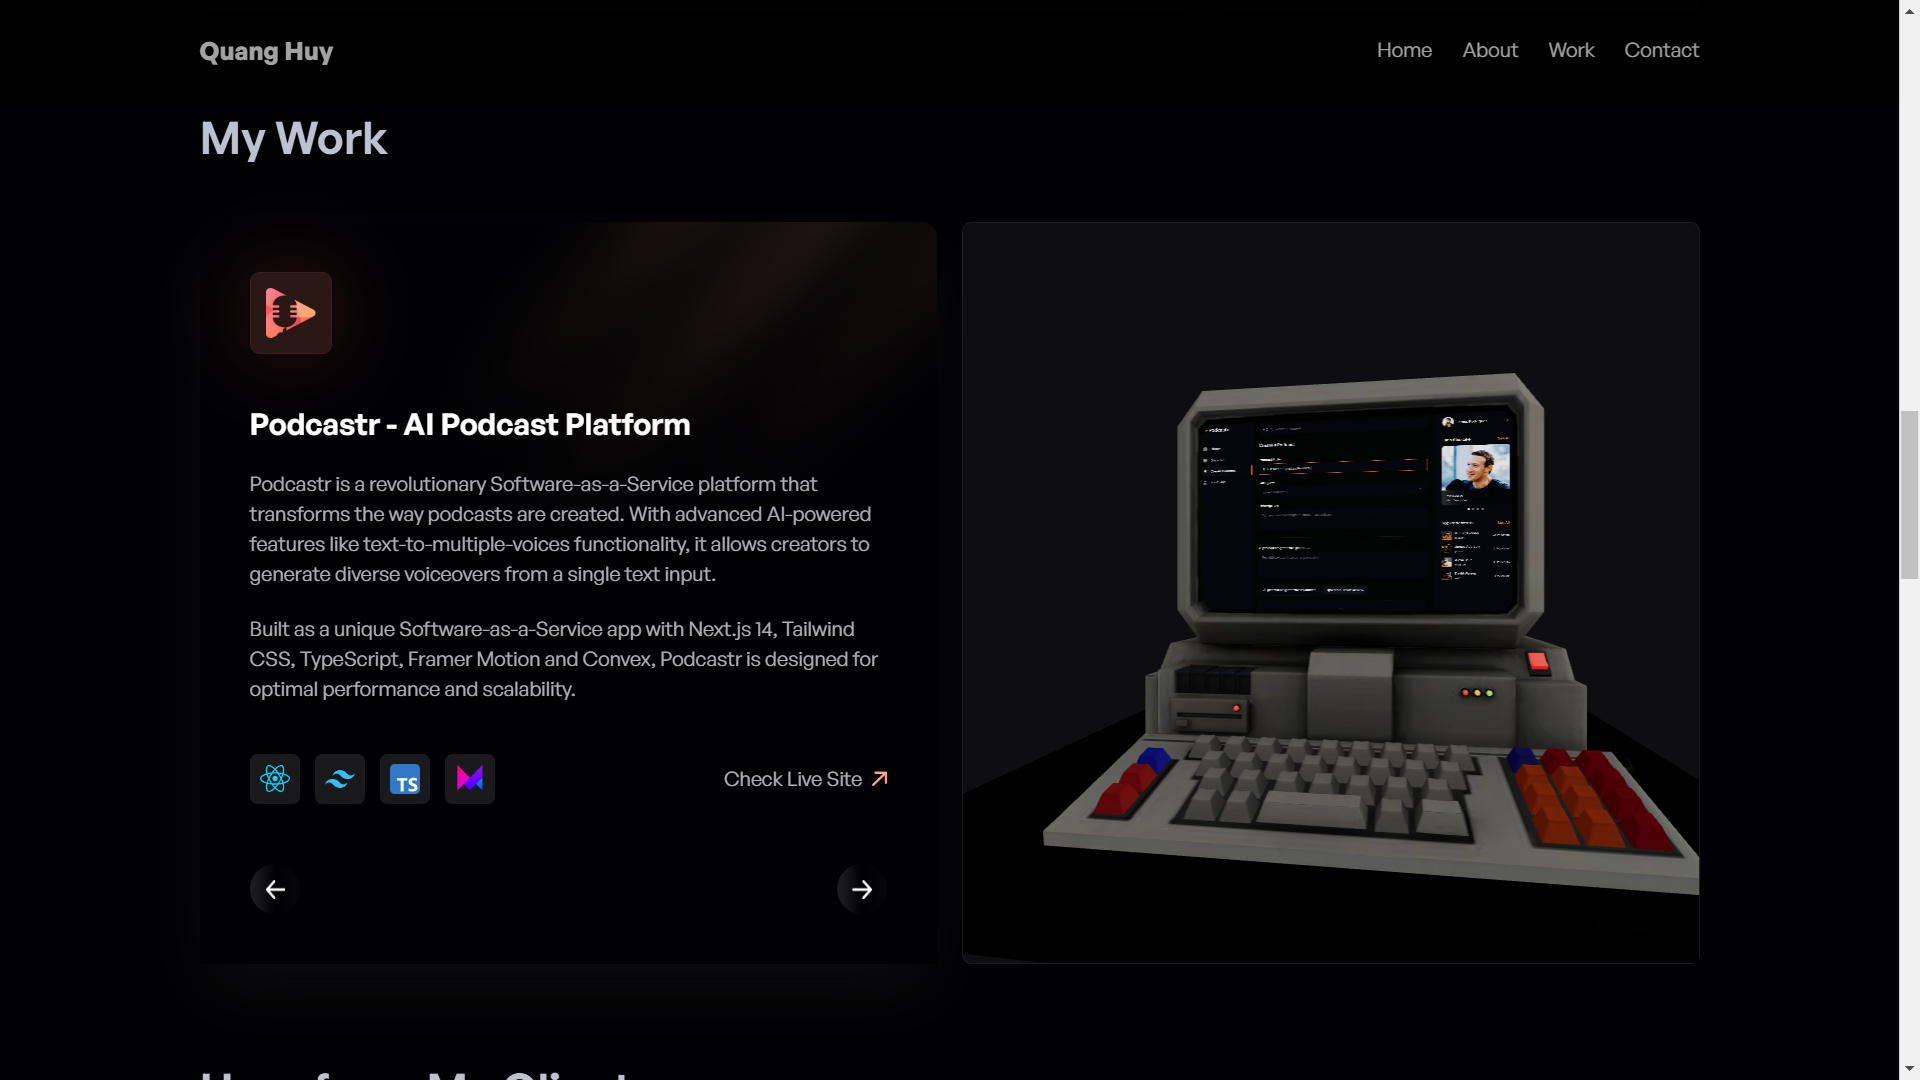 Quang Huy
Home About Work Contact
My Work
Podcastr - AI Podcast Platform
Podcastr is a revolutionary Software-as-a-Service platform that
transforms the way podcasts are created. With advanced AI-powered
features like text-to-multiple-voices functionality, it allows creators to
generate diverse voiceovers from a single text input.
Built as a unique Software-as-a-Service app with Next.js 14, Tailwind
CSS, TypeScript, Framer Motion and Convex, Podcastr is designed for
optimal performance and scalability.
TS
Check Live Site